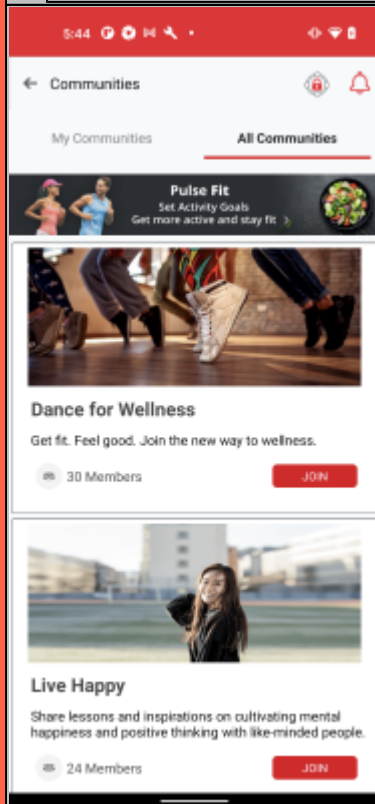 5:44
Communities
My Communities
All Communities
Pulse Fit
Set Activity Goals
Get more active and stay fit >
Dance for Wellness
Get fit. Feel good. Join the new way to wellness.
30 Members
JOIN
Live Happy
Share lessons and inspirations on cultivating mental
happiness and positive thinking with like-minded people.
24 Members
JOIN